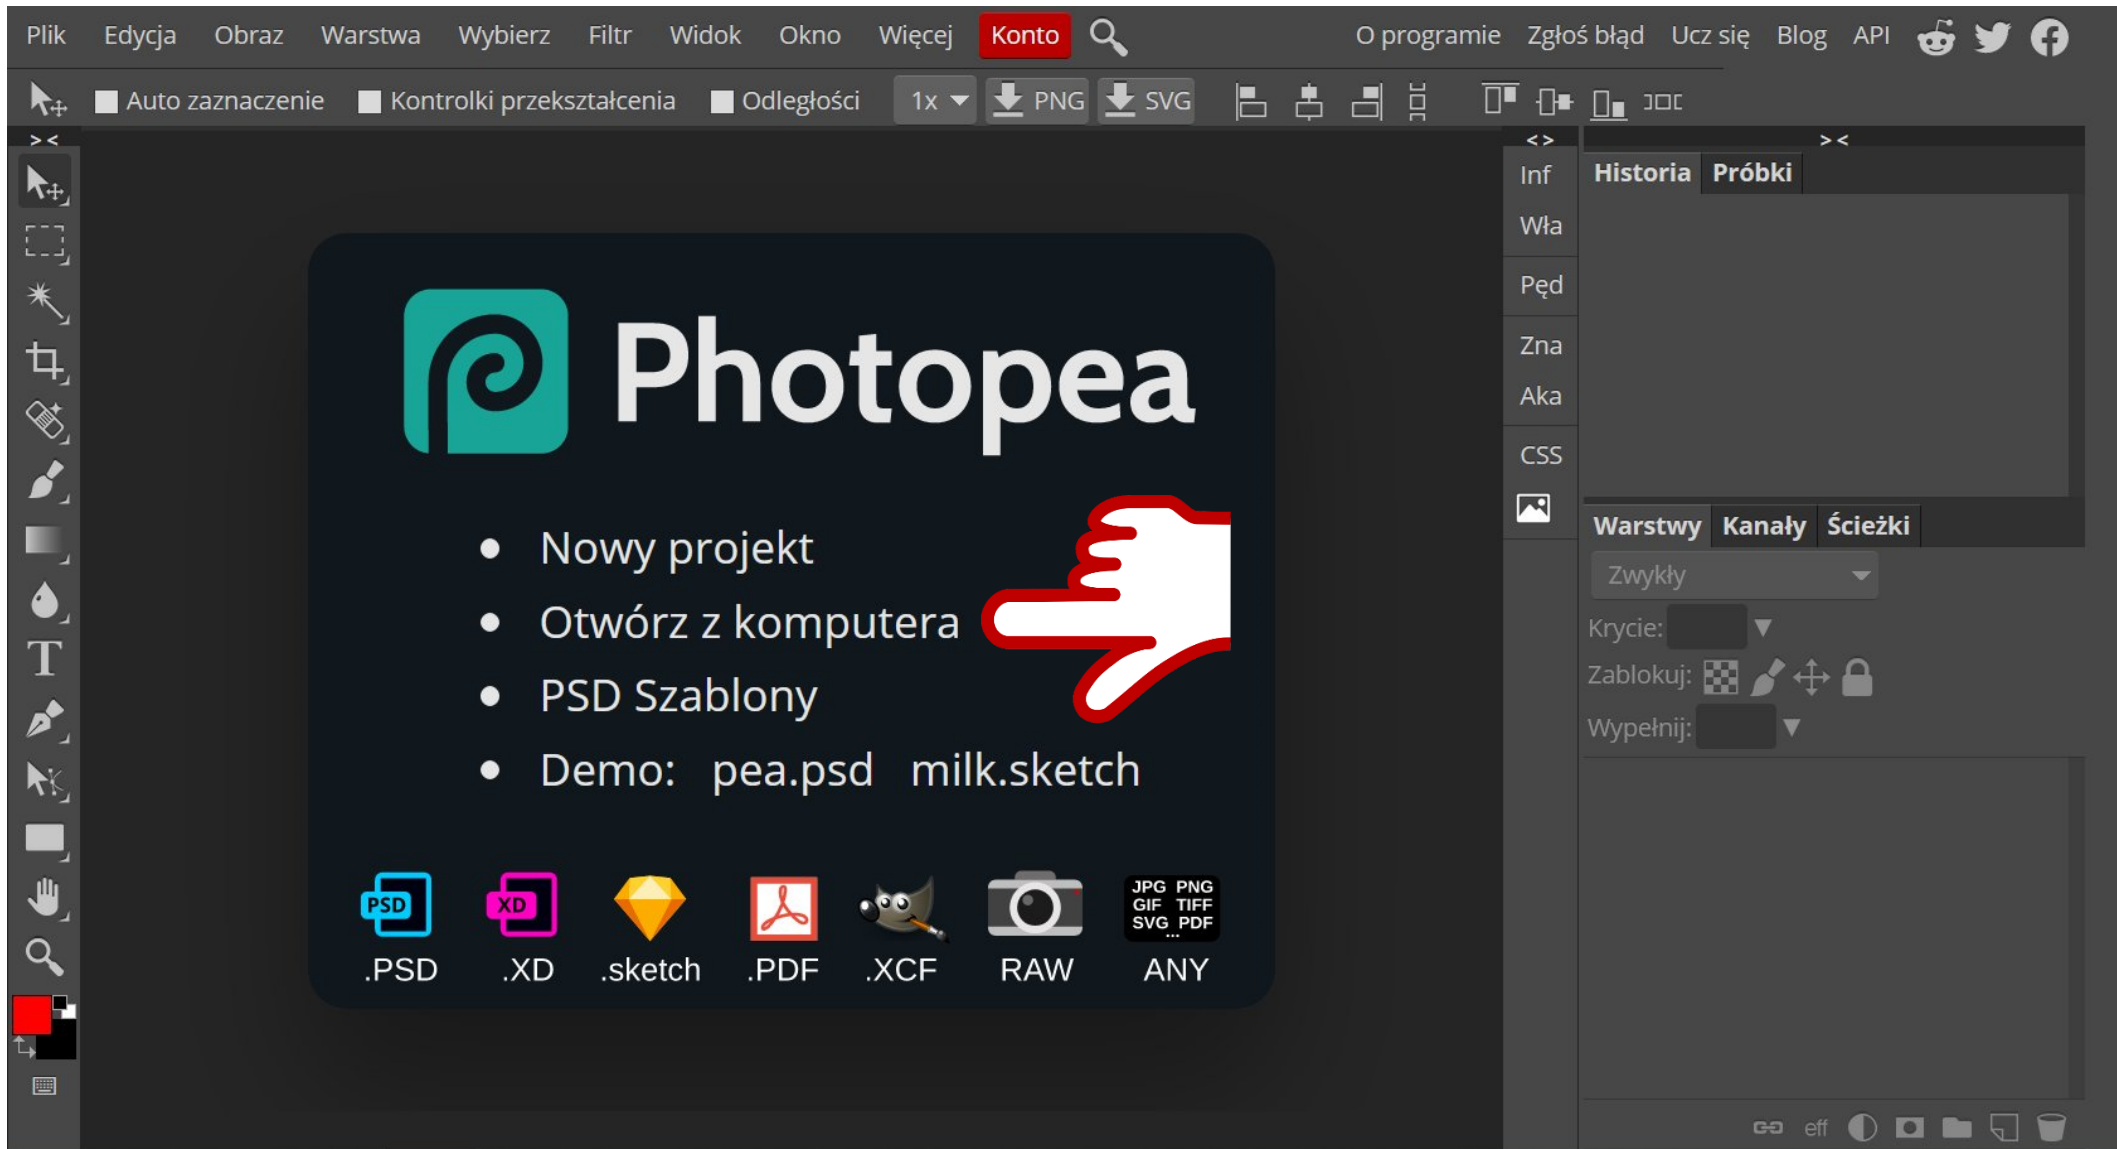 Plik Edycja Obraz Warstwa Wybierz Filtr Widok Okno Więcej Konto O programie Zgłoś błąd Ucz się Blog API
Auto zaznaczenie Kontrolki przekształcenia Odległości 1x PNG SVG
> < < > > <
Inf
Wła
Pęd
Zna
Aka
CSS
Historia Próbki
Photopea
• Nowy projekt
• Otwórz z komputera
• PSD Szablony
• Demo: pea.psd milk.sketch
PSD XD JPG PNG
GIF TIFF
SVG PDF
...
.PSD .XD .sketch .PDF .XCF RAW ANY
Warstwy Kanały Ścieżki
Zwykły
Krycie:
Zablokuj:
Wypełnij:
T
eff